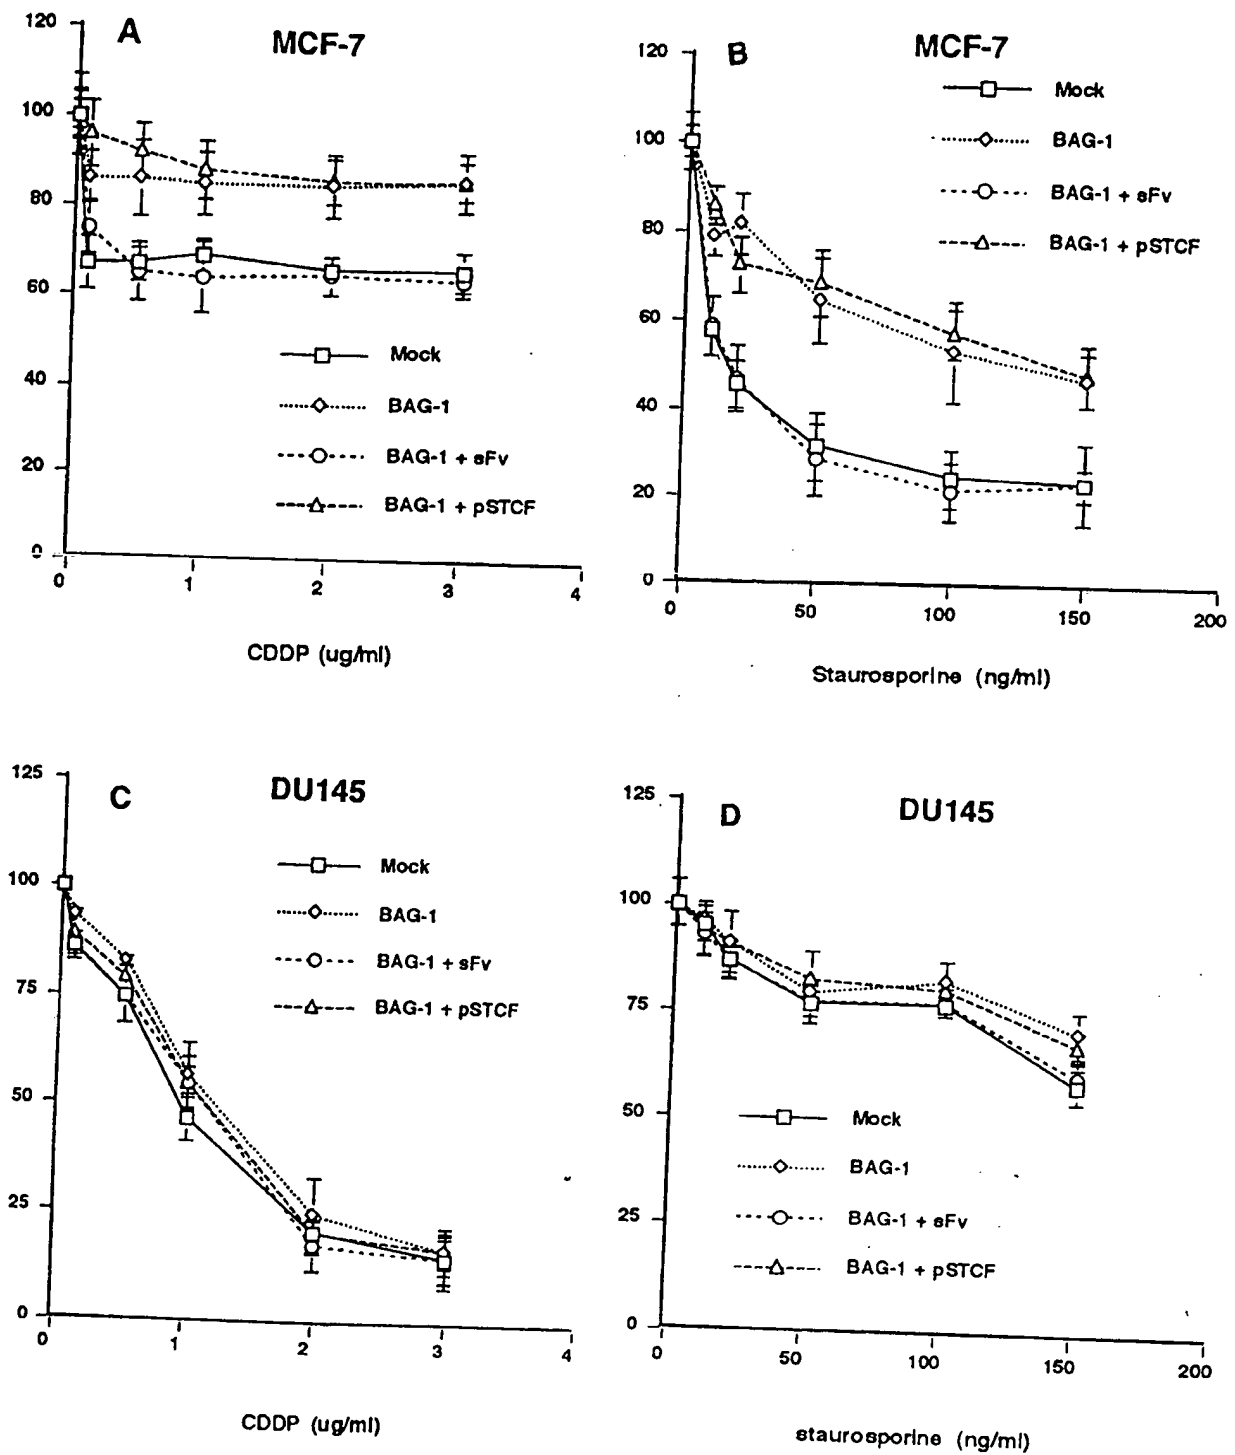 A
MCF-7
120
100
80
60
40
20
0
Mock
BAG-1
BAG-1 + sFv
BAG-1 + pSTCF
0
1
2
3
4
CDDP (ug/ml)
B
MCF-7
120
100
80
60
40
20
0
Mock
BAG-1
BAG-1 + sFv
BAG-1 + pSTCF
0
50
100
150
200
Staurosporine (ng/ml)
C
DU145
125
100
75
50
25
0
Mock
BAG-1
BAG-1 + sFv
BAG-1 + pSTCF
0
1
2
3
4
CDDP (ug/ml)
D
DU145
125
100
75
50
25
0
Mock
BAG-1
BAG-1 + sFv
BAG-1 + pSTCF
0
50
100
150
200
staurosporine (ng/ml)